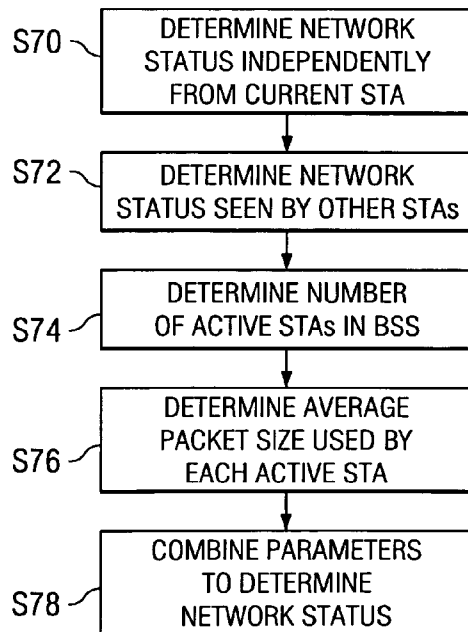 S70
DETERMINE NETWORK
STATUS INDEPENDENTLY
FROM CURRENT STA
S72
DETERMINE NETWORK
STATUS SEEN BY OTHER STAs
S74
DETERMINE NUMBER
OF ACTIVE STAs IN BSS
S76
DETERMINE AVERAGE
PACKET SIZE USED BY
EACH ACTIVE STA
S78
COMBINE PARAMETERS
TO DETERMINE
NETWORK STATUS